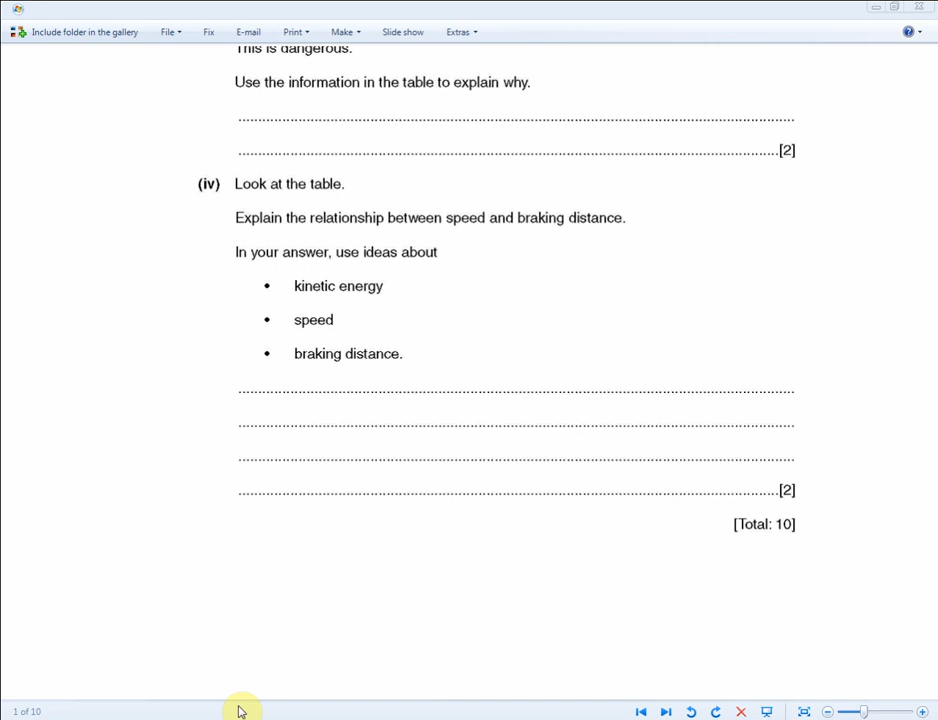 Include folder in the gallery File Fix E-mail Print Make Slide show Extras
This is dangerous.
Use the information in the table to explain why.
................................................................................................................................................
............................................................................................................................................[2]
(iv) Look at the table.
Explain the relationship between speed and braking distance.
In your answer, use ideas about
• kinetic energy
• speed
• braking distance.
................................................................................................................................................
................................................................................................................................................
................................................................................................................................................
............................................................................................................................................[2]
[Total: 10]
1 of 10